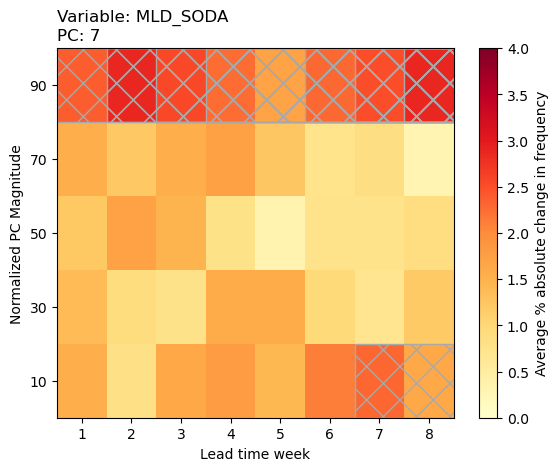 Variable: MLD_SODA
PC: 7
Normalized PC Magnitude
90
70
50
30
10
1 2 3 4 5 6 7 8
Lead time week
4.0
3.5
3.0
2.5
2.0
1.5
1.0
0.5
0.0
Average % absolute change in frequency